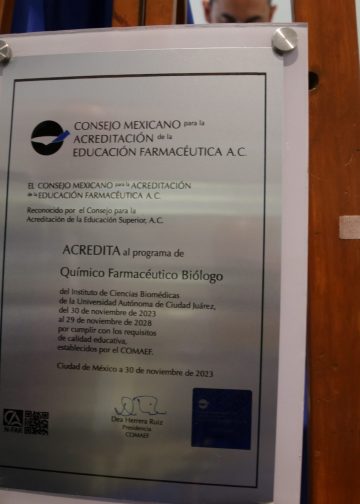 CONSEJO MEXICANO para la
ACREDITACIÓN de la
EDUCACIÓN FARMACÉUTICA A.C.
EL CONSEJO MEXICANO para la ACREDITACIÓN
de la EDUCACIÓN FARMACÉUTICA A.C.
Reconocido por el Consejo para la
Acreditación de la Educación Superior, A.C.
ACREDITA al programa de
Químico Farmacéutico Biólogo
del Instituto de Ciencias Biomédicas
de la Universidad Autónoma de Ciudad Juárez,
del 30 de noviembre de 2023
al 29 de noviembre de 2028
por cumplir con los requisitos
de calidad educativa,
establecidos por el COMAEF.
Ciudad de México a 30 de noviembre de 2023
Dea Herrera Ruiz
Presidencia
COMAEF